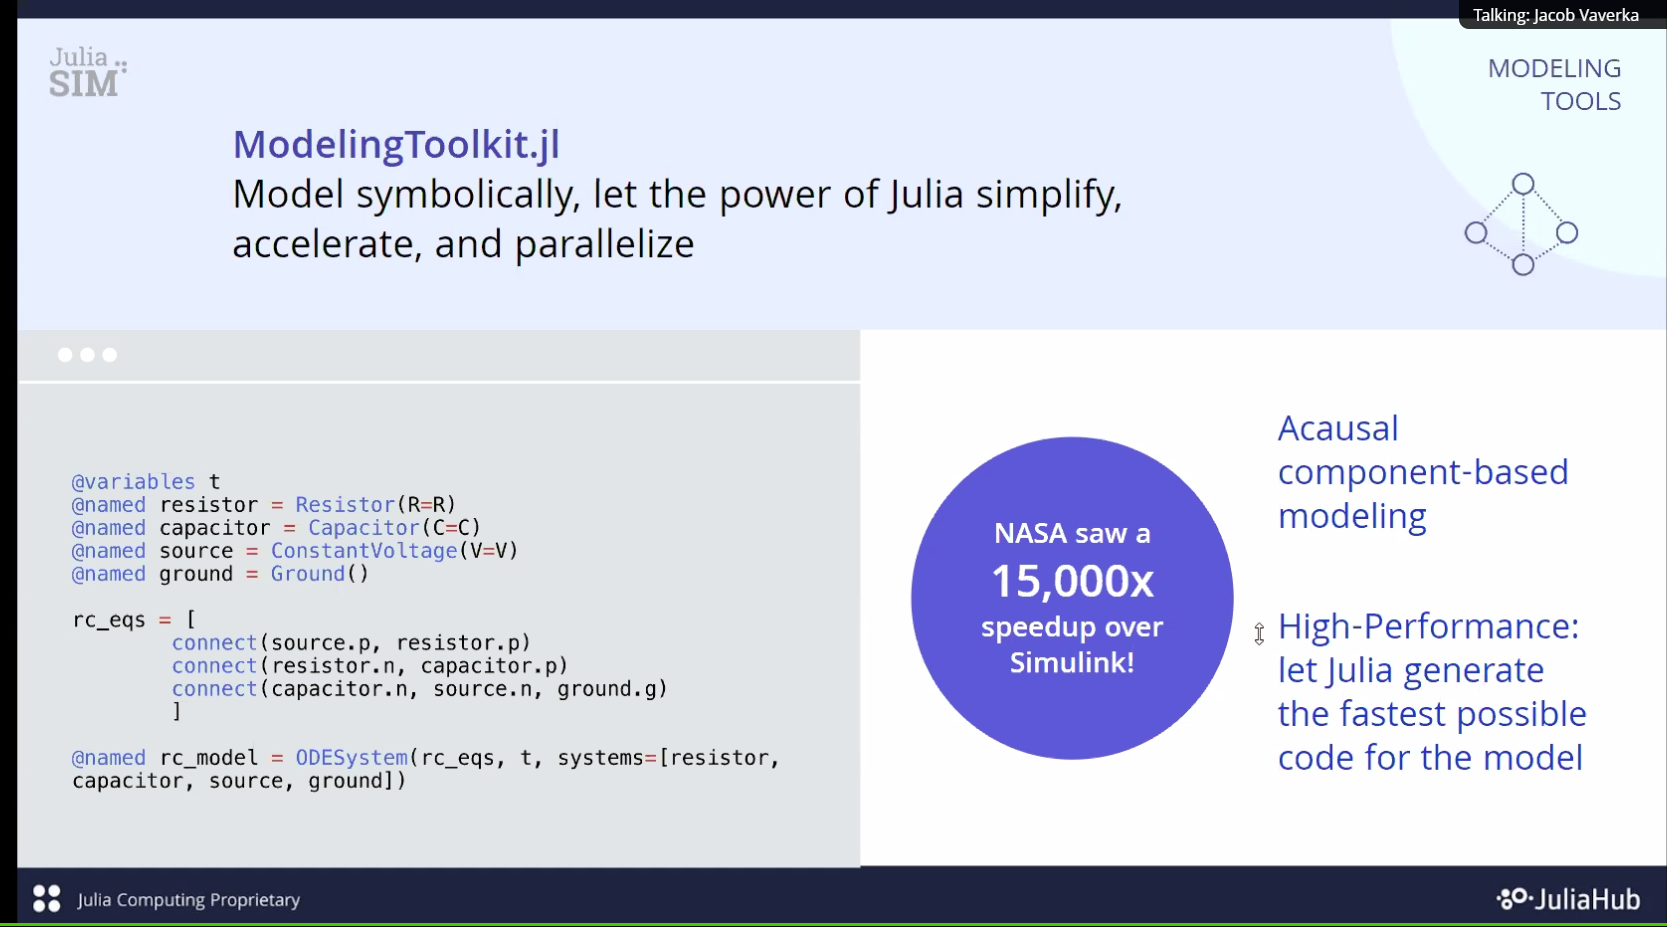 Talking: Jacob Vaverka
Julia
SIM
MODELING
TOOLS
ModelingToolkit.jl
Model symbolically, let the power of Julia simplify,
accelerate, and parallelize
@variables t
@named resistor = Resistor(R=R)
@named capacitor = Capacitor(C=C)
@named source = ConstantVoltage(V=V)
@named ground = Ground()
rc_eqs = [
connect(source.p, resistor.p)
connect(resistor.n, capacitor.p)
connect(capacitor.n, source.n, ground.g)
]
@named rc_model = ODESystem(rc_eqs, t, systems=[resistor,
capacitor, source, ground])
NASA saw a
15,000x
speedup over
Simulink!
Acausal
component-based
modeling
High-Performance:
let Julia generate
the fastest possible
code for the model
Julia Computing Proprietary
JuliaHub